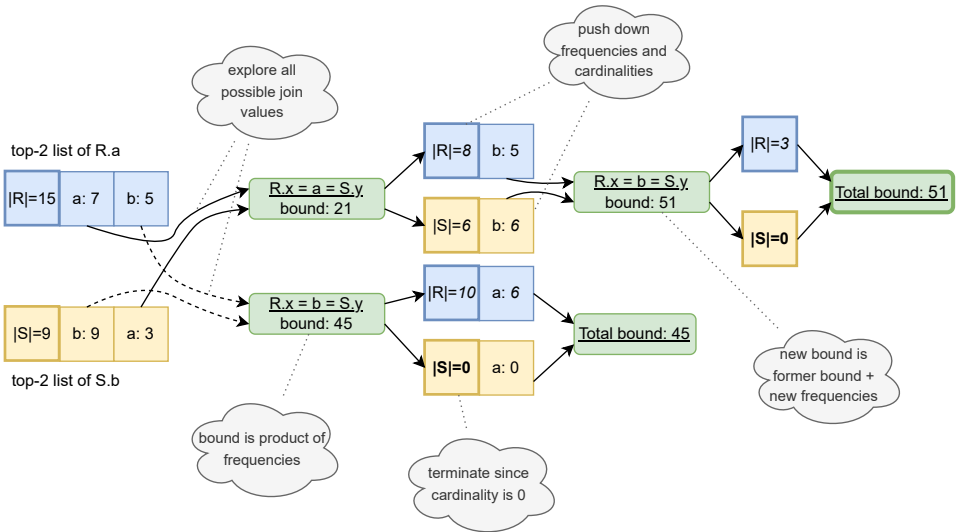 explore all
possible join
values
push down
frequencies and
cardinalities
top-2 list of R.a
|R|=15 a: 7 b: 5
|S|=9 b: 9 a: 3
top-2 list of S.b
R.x = a = S.y
bound: 21
R.x = b = S.y
bound: 45
|R|=8 b: 5
|S|=6 b: 6
|R|=10 a: 6
|S|=0 a: 0
R.x = b = S.y
bound: 51
Total bound: 45
|R|=3
|S|=0
Total bound: 51
bound is product of
frequencies
terminate since
cardinality is 0
new bound is
former bound +
new frequencies